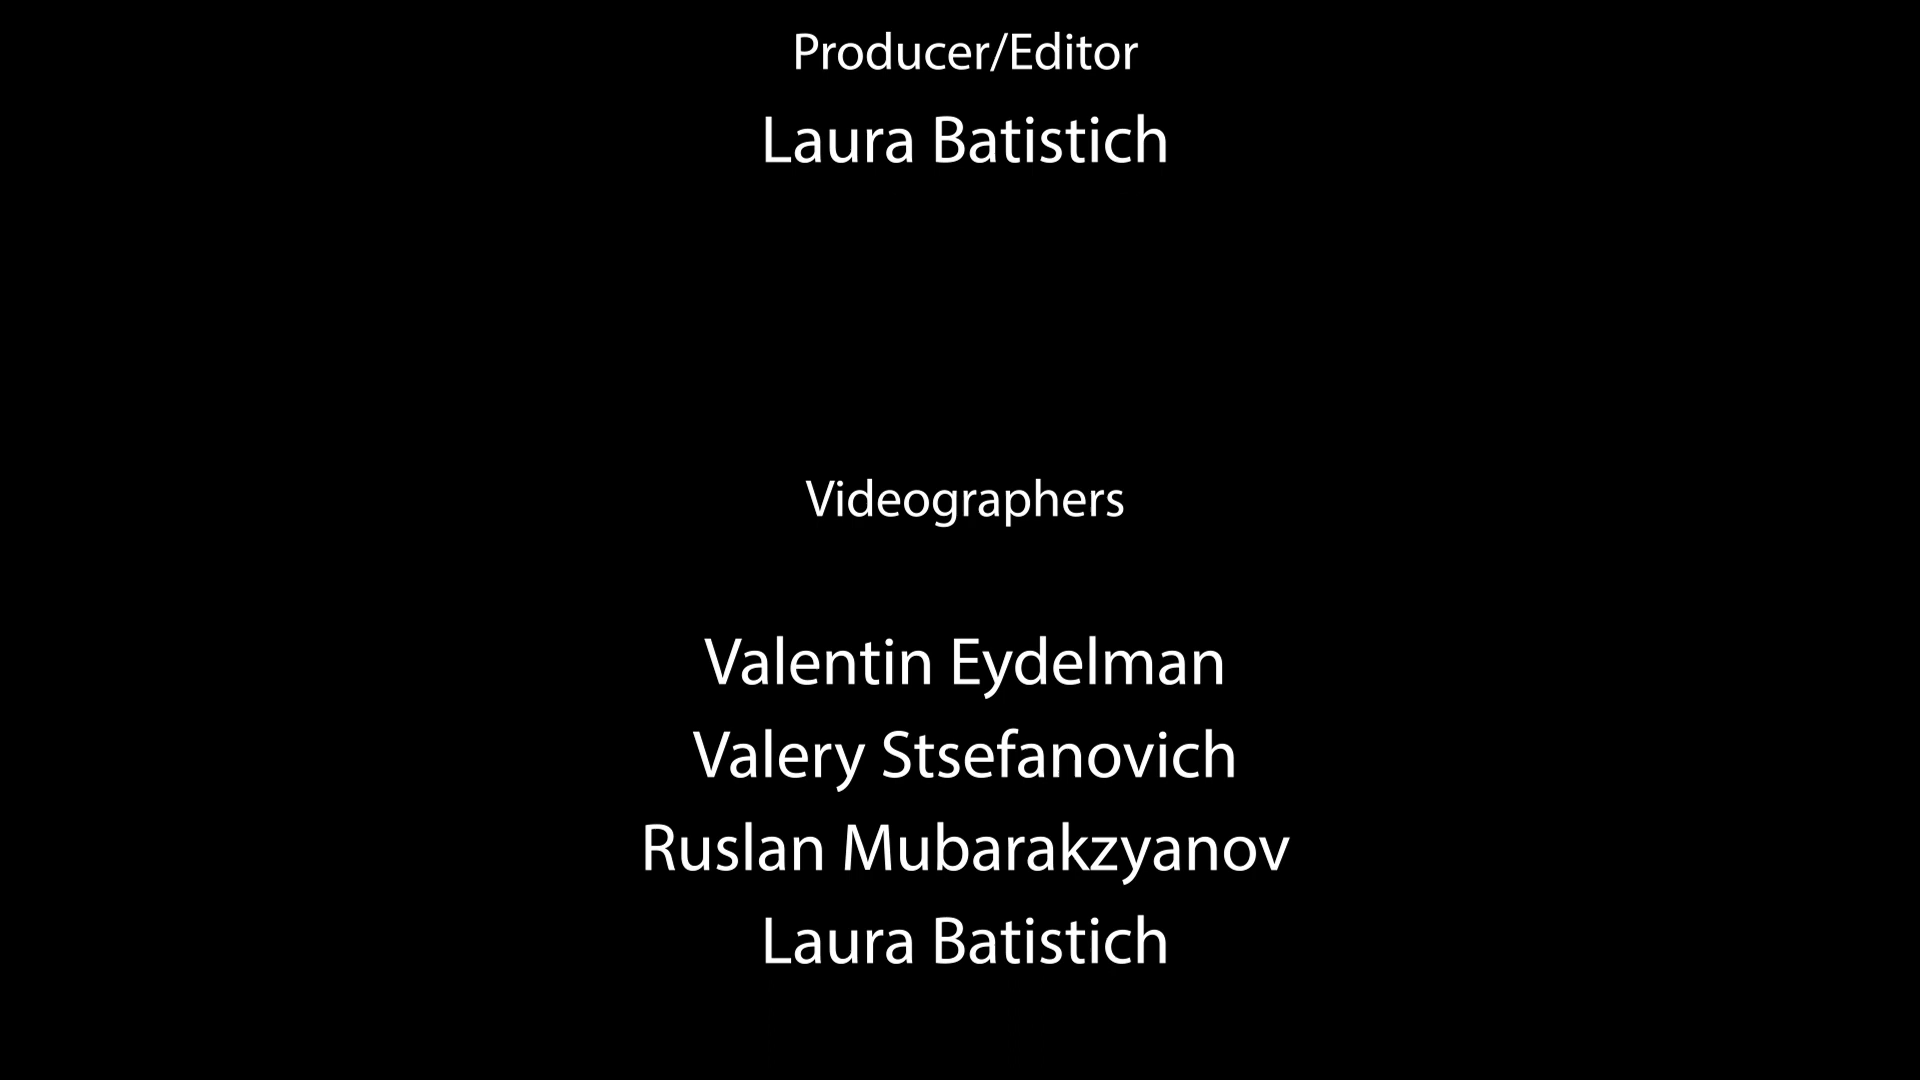 Producer/Editor
Laura Batistich
Videographers
Valentin Eydelman
Valery Stsefanovich
Ruslan Mubarakzyanov
Laura Batistich